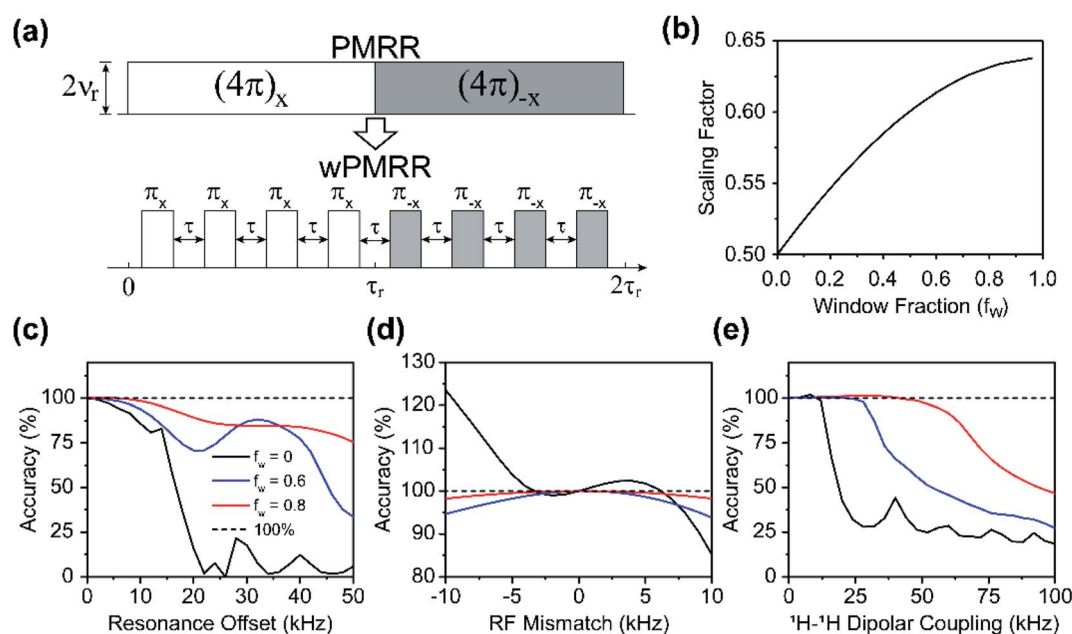 (a)
PMRR
2νr
(4π)x
(4π)-x
wPMRR
πx πx πx πx π-x π-x π-x π-x
τ τ τ τ τ τ τ
0 τr 2τr
(b)
0.65
0.60
0.55
0.50
Scaling Factor
0.0 0.2 0.4 0.6 0.8 1.0
Window Fraction (fw)
(c)
100
75
50
25
0
Accuracy (%)
fw = 0
fw = 0.6
fw = 0.8
100%
0 10 20 30 40 50
Resonance Offset (kHz)
(d)
130
120
110
100
90
80
Accuracy (%)
-10 -5 0 5 10
RF Mismatch (kHz)
(e)
100
75
50
25
0
Accuracy (%)
0 25 50 75 100
¹H-¹H Dipolar Coupling (kHz)